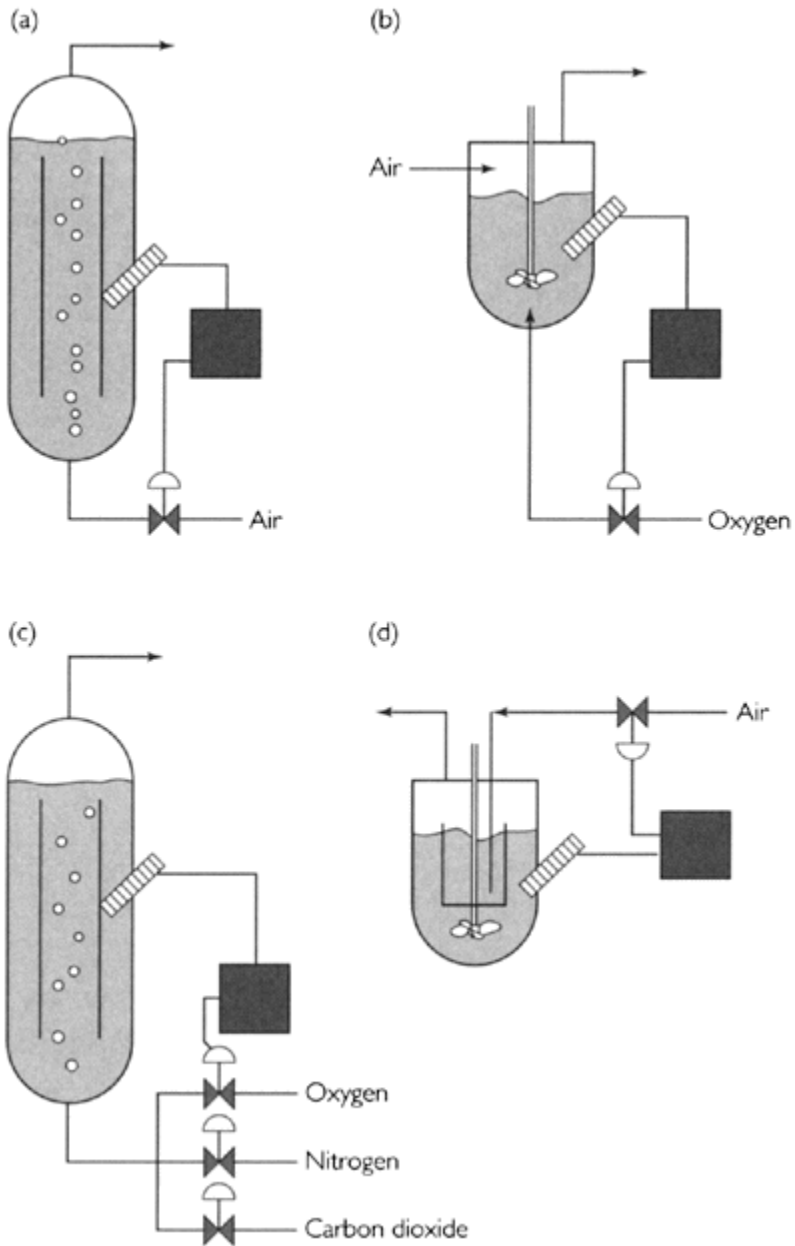 (a)
(b)
Air
Air
Oxygen
(c)
(d)
Air
Oxygen
Nitrogen
Carbon dioxide